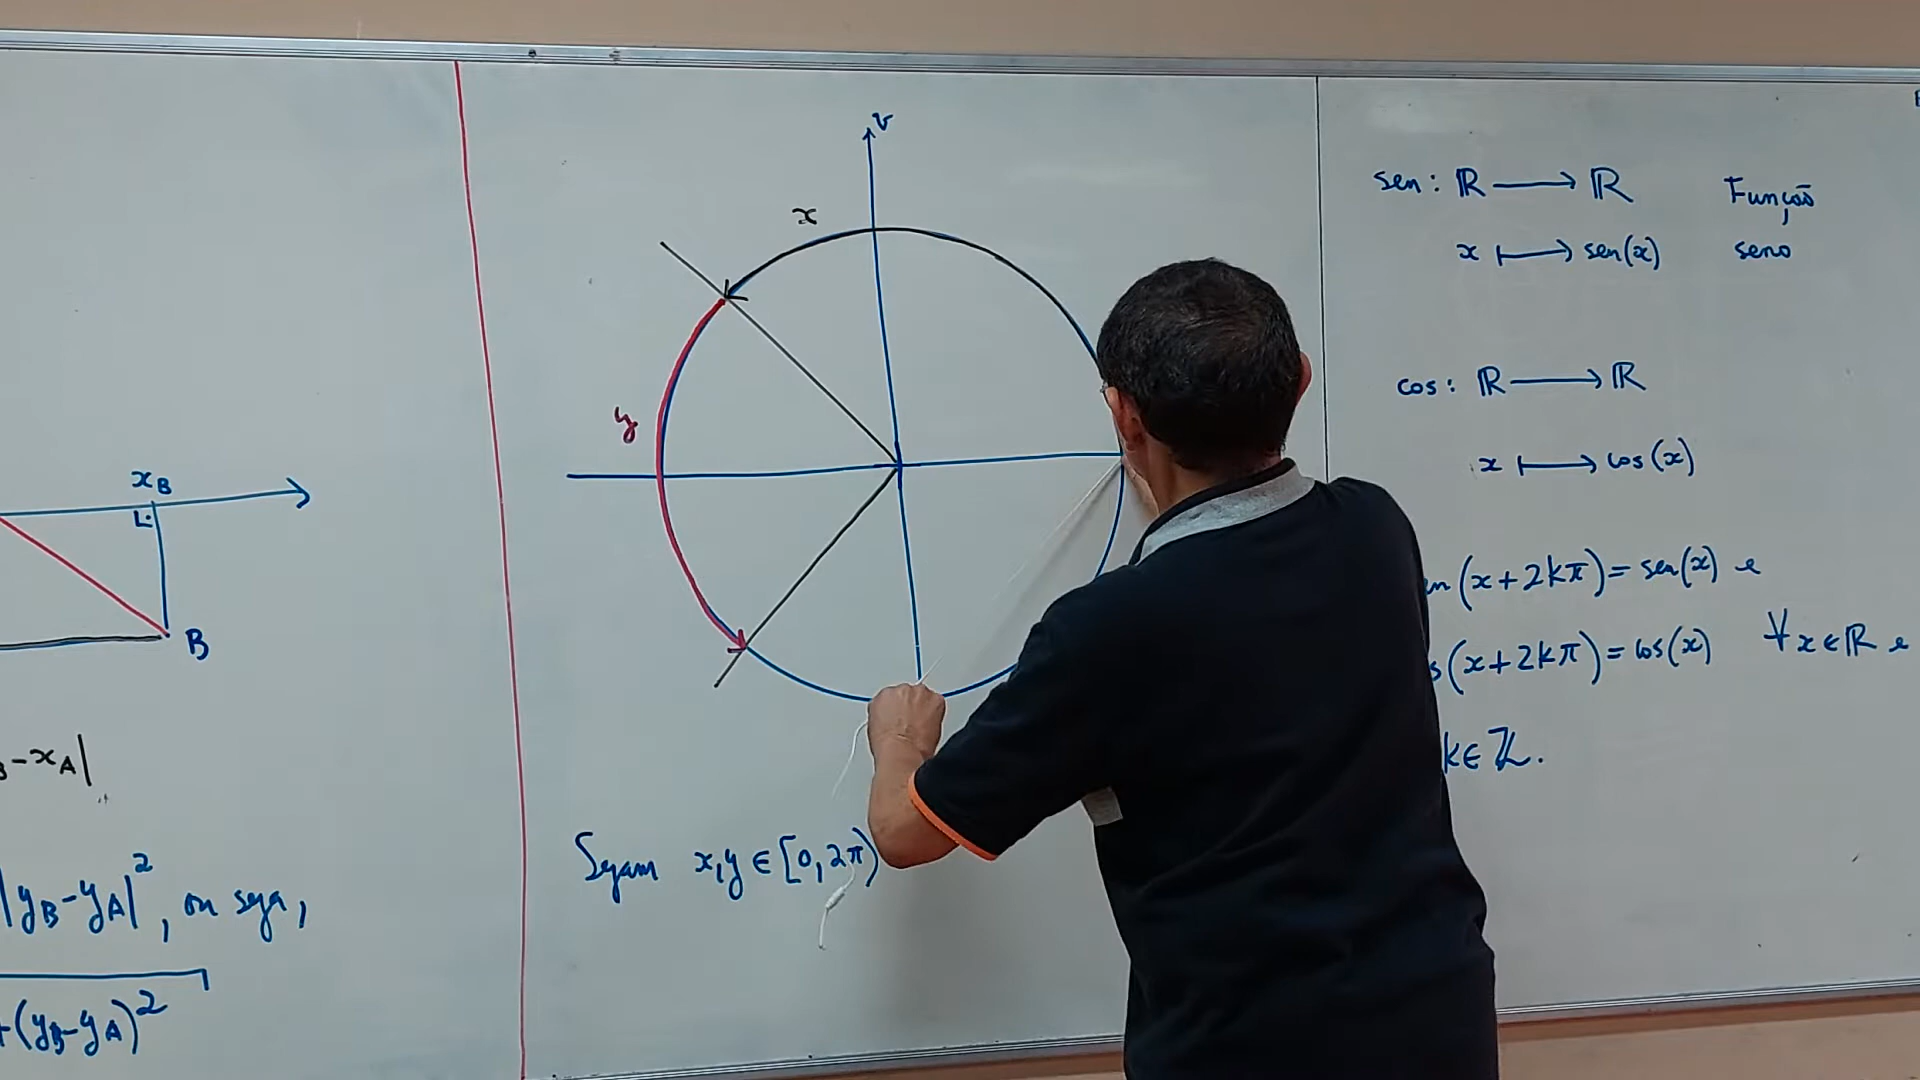 x_B
B
B - x_A|
|y_B - y_A|², ou seja,
+(y_B - y_A)²
v
x
y
Sejam x,y ∈ [0, 2π)
sen: ℝ ⟶ ℝ Função
x ⟼ sen(x) seno
cos: ℝ ⟶ ℝ
x ⟼ cos(x)
en(x+2kπ) = sen(x) e
s(x+2kπ) = cos(x) ∀x∈ℝ e
k∈ℤ.